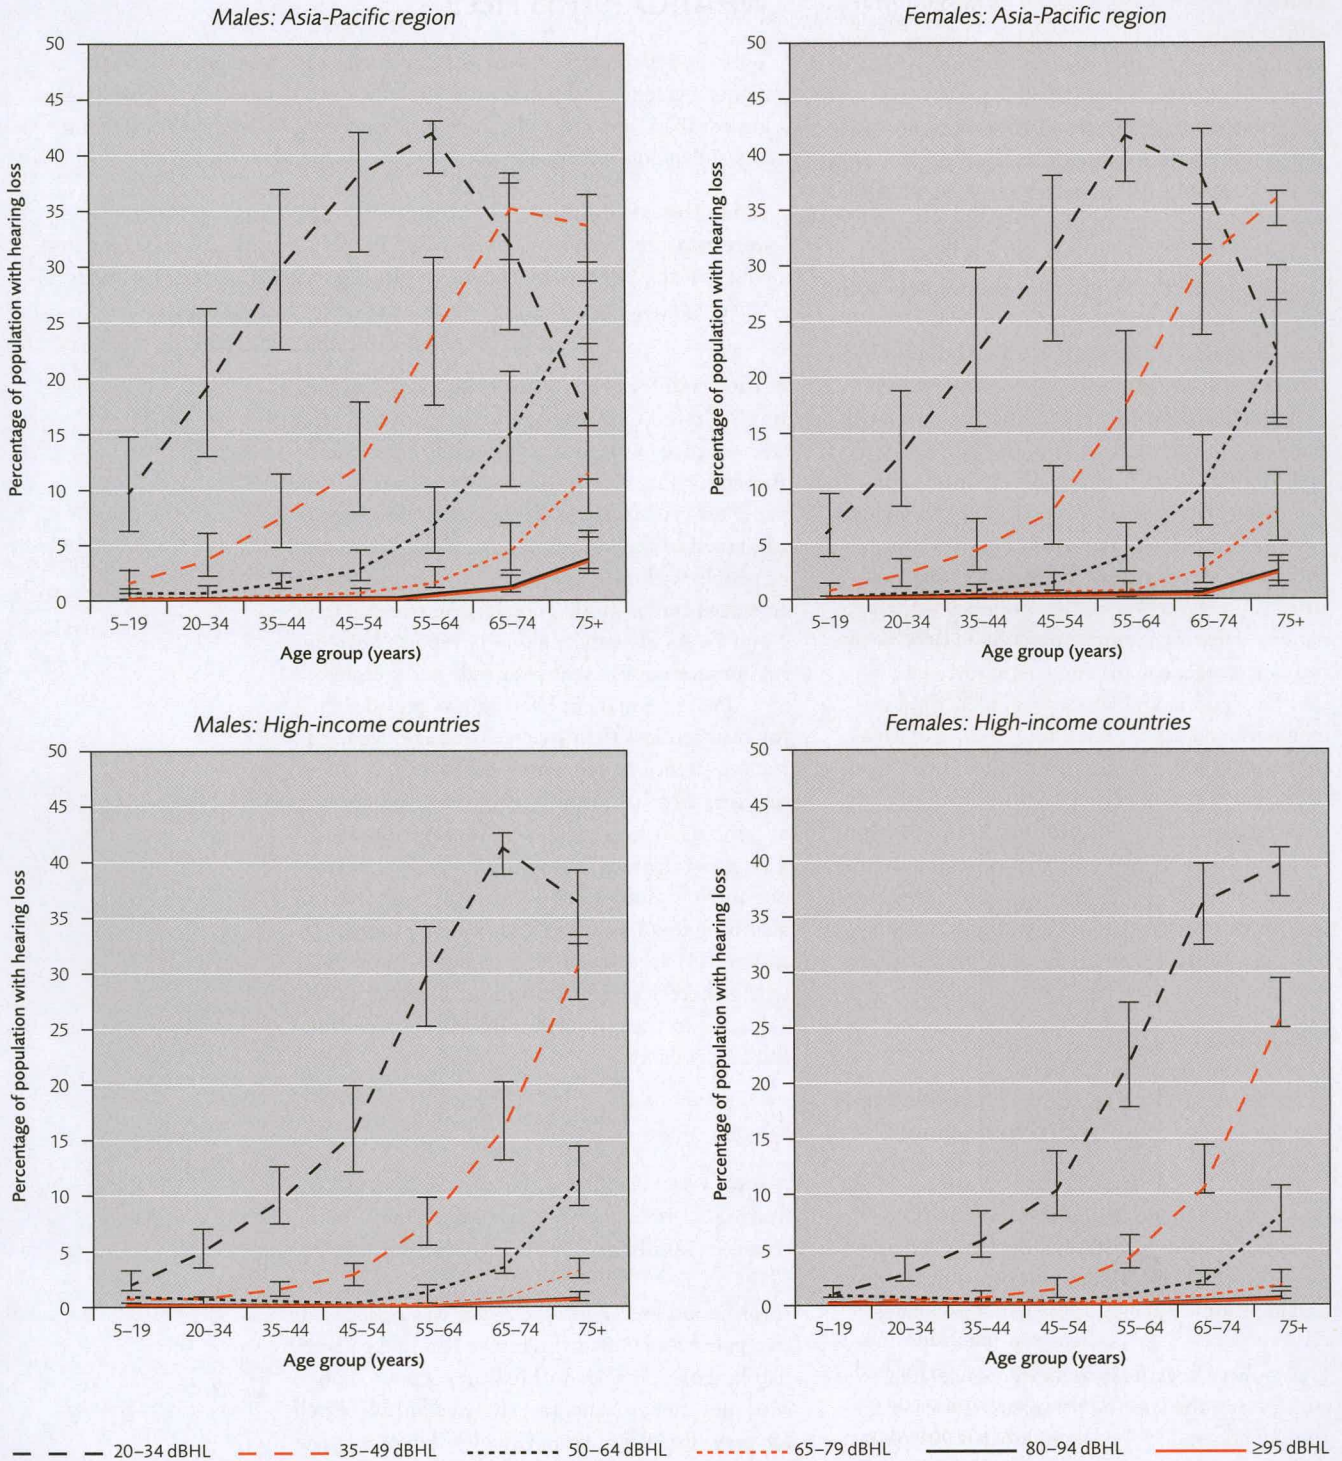 Males: Asia-Pacific region
Females: Asia-Pacific region
Percentage of population with hearing loss
50
45
40
35
30
25
20
15
10
5
0
5–19 20–34 35–44 45–54 55–64 65–74 75+
Age group (years)
Percentage of population with hearing loss
50
45
40
35
30
25
20
15
10
5
0
5–19 20–34 35–44 45–54 55–64 65–74 75+
Age group (years)
Males: High-income countries
Females: High-income countries
Percentage of population with hearing loss
50
45
40
35
30
25
20
15
10
5
0
5–19 20–34 35–44 45–54 55–64 65–74 75+
Age group (years)
Percentage of population with hearing loss
50
45
40
35
30
25
20
15
10
5
0
5–19 20–34 35–44 45–54 55–64 65–74 75+
Age group (years)
20–34 dBHL 35–49 dBHL 50–64 dBHL 65–79 dBHL 80–94 dBHL ≥95 dBHL